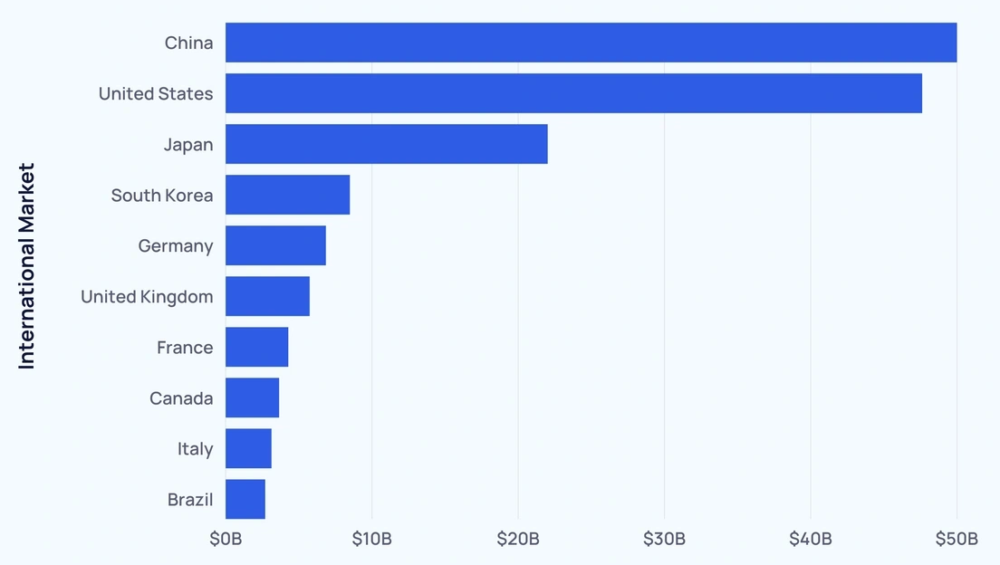 International Market
China
United States
Japan
South Korea
Germany
United Kingdom
France
Canada
Italy
Brazil
$0B $10B $20B $30B $40B $50B